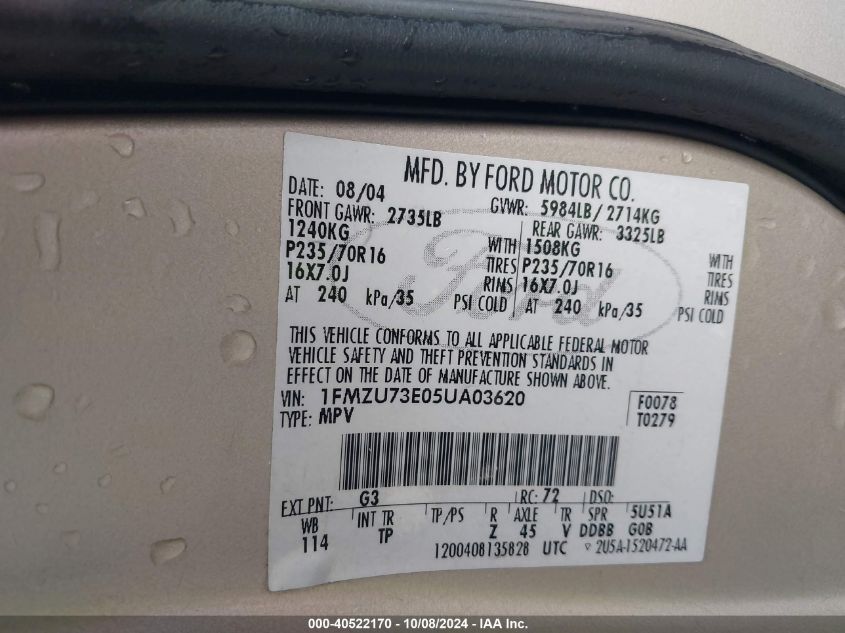 MFD. BY FORD MOTOR CO.
DATE: 08/04 GVWR: 5984LB/2714KG
FRONT GAWR: 2735LB REAR GAWR: 3325LB
1240KG WITH 1508KG WITH
P235/70R16 TIRES P235/70R16 TIRES
16X7.0J RIMS 16X7.0J RIMS
AT 240 kPa/35 PSI COLD AT 240 kPa/35 PSI COLD
Ford
THIS VEHICLE CONFORMS TO ALL APPLICABLE FEDERAL MOTOR
VEHICLE SAFETY AND THEFT PREVENTION STANDARDS IN
EFFECT ON THE DATE OF MANUFACTURE SHOWN ABOVE.
VIN: 1FMZU73E05UA03620 F0078
TYPE: MPV T0279
EXT PNT: G3 RC: 72 DSO:
WB INT TR TP/PS R AXLE TR SPR 5U51A
114 TP Z 45 V DDBB G0B
1200408135828 UTC ▽ 2U5A-1520472-AA
000-40522170 - 10/08/2024 - IAA Inc.